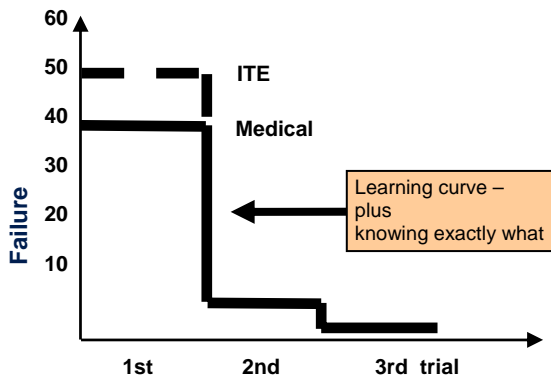 60
50
40
30
20
10
Failure
ITE
Medical
Learning curve –
plus
knowing exactly what
1st 2nd 3rd trial